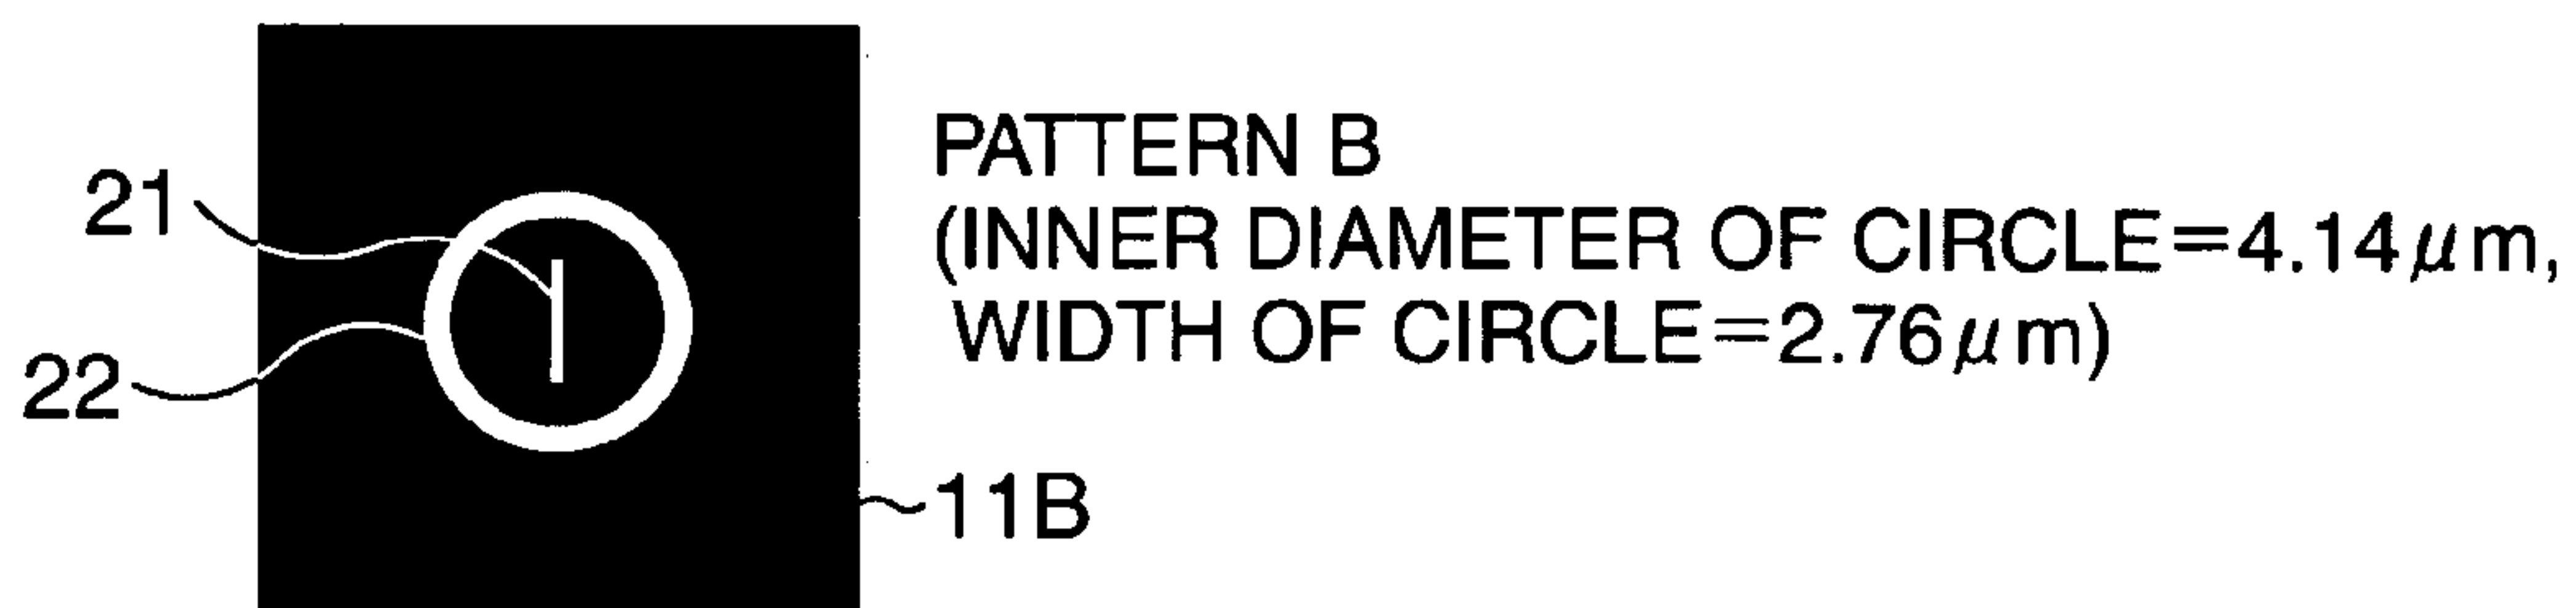 21
22
PATTERN B
(INNER DIAMETER OF CIRCLE=4.14μm,
WIDTH OF CIRCLE=2.76μm)
11B